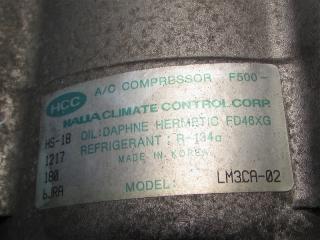 HCC A/C COMPRESSOR F500-
HALLA CLIMATE CONTROL CORP.
HS-18 OIL:DAPHNE HERMETIC FD46XG
1217 REFRIGERANT : R-134a
180 MADE IN KOREA
6JRA MODEL: LM3CA-02